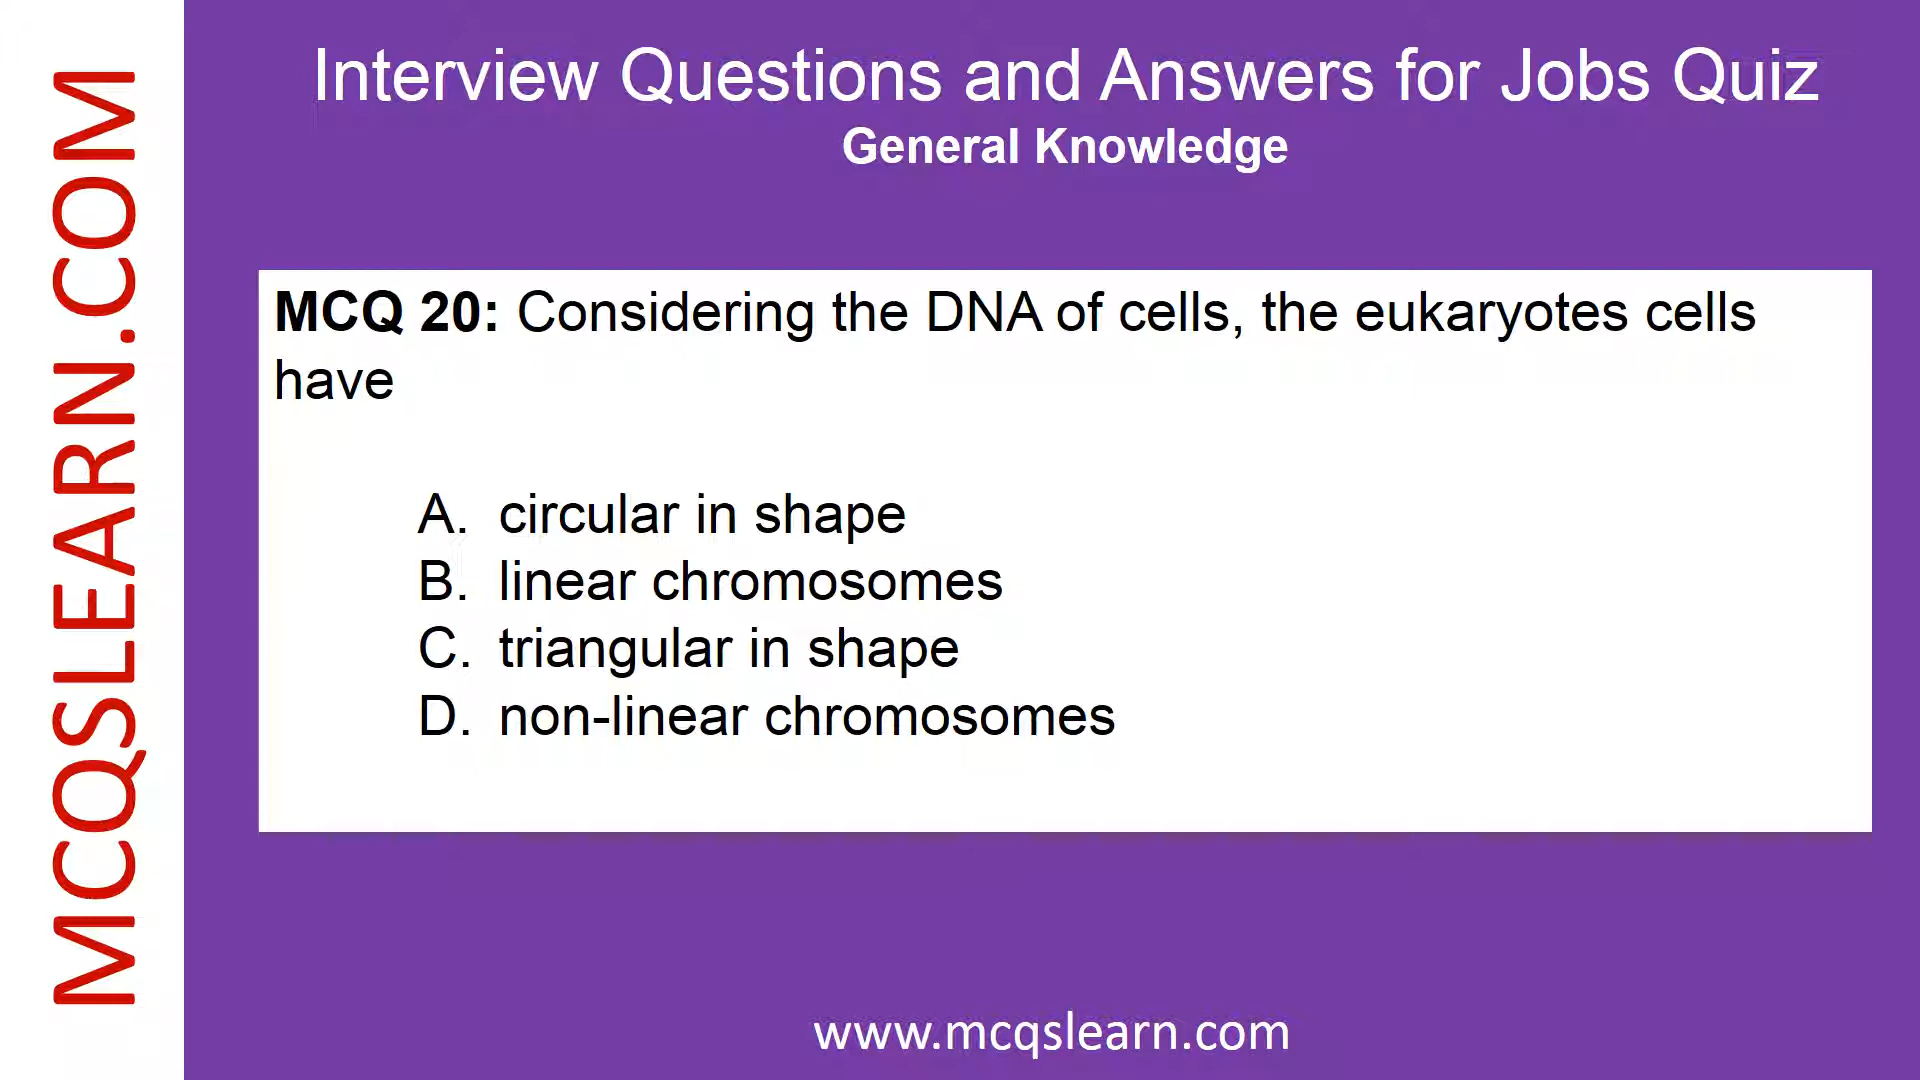 MCQSLEARN.COM
Interview Questions and Answers for Jobs Quiz
General Knowledge
MCQ 20: Considering the DNA of cells, the eukaryotes cells
have
A. circular in shape
B. linear chromosomes
C. triangular in shape
D. non-linear chromosomes
www.mcqslearn.com